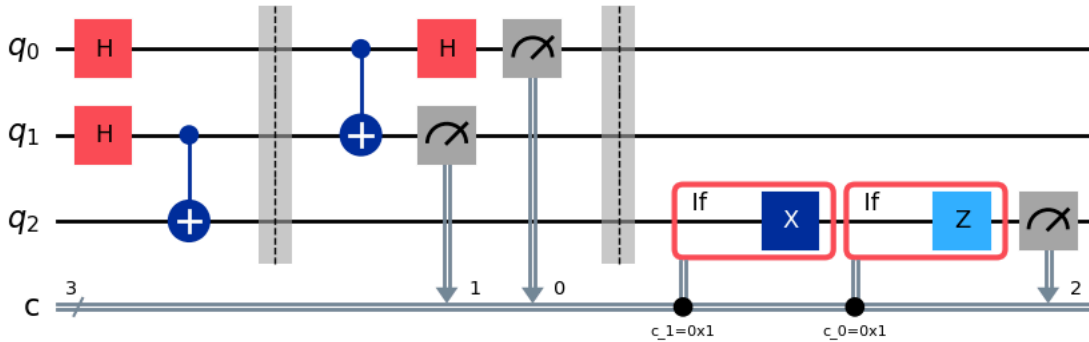 q₀ H H
q₁ H 
q₂ If X If Z
c 3 1 0 2
c_1=0x1 c_0=0x1